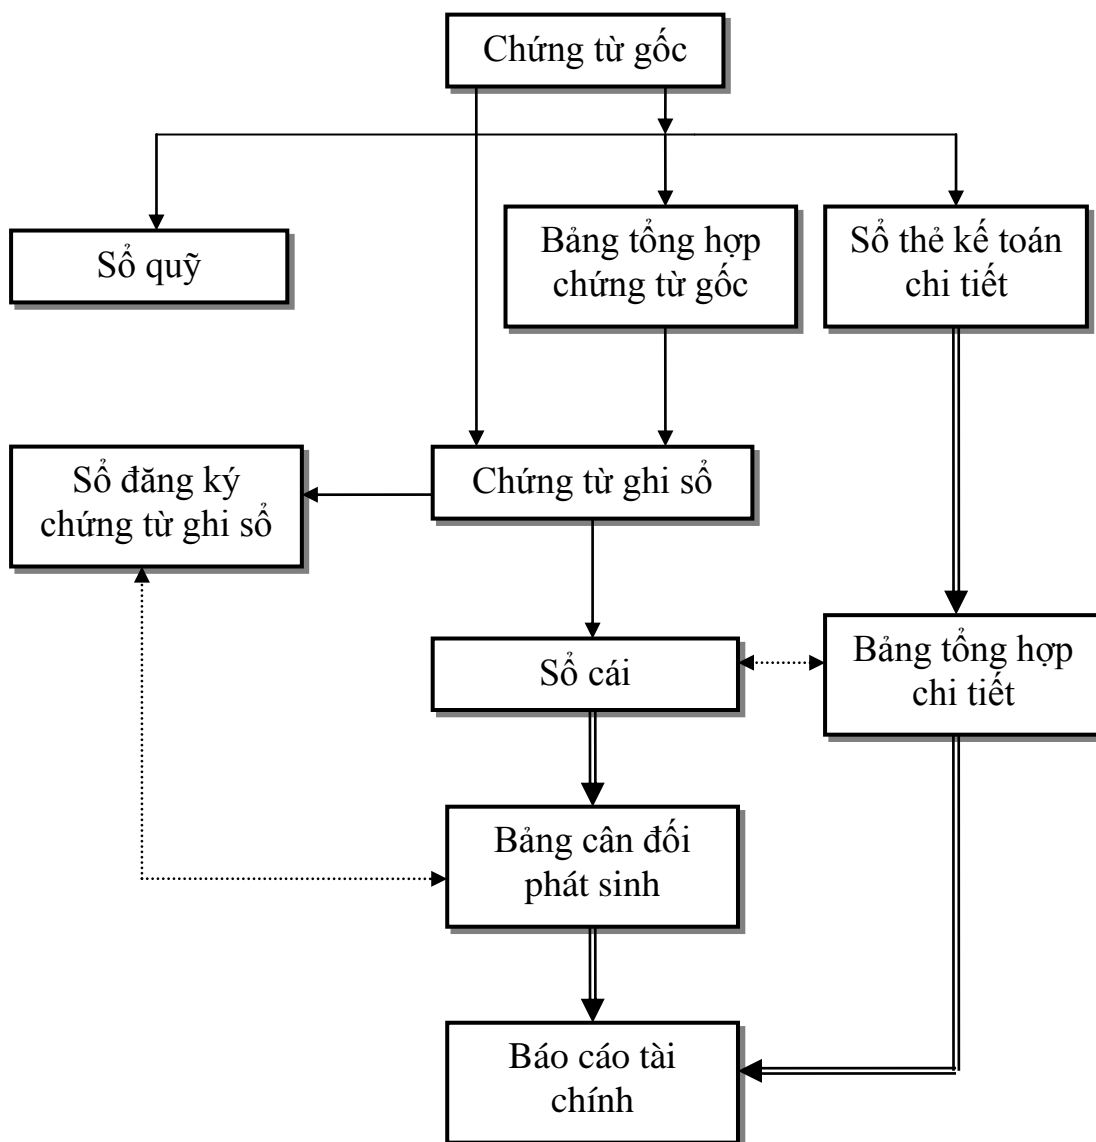 Chứng từ gốc
Sổ quỹ
Bảng tổng hợp
chứng từ gốc
Sổ thẻ kế toán
chi tiết
Sổ đăng ký
chứng từ ghi sổ
Chứng từ ghi sổ
Sổ cái
Bảng tổng hợp
chi tiết
Bảng cân đối
phát sinh
Báo cáo tài
chính